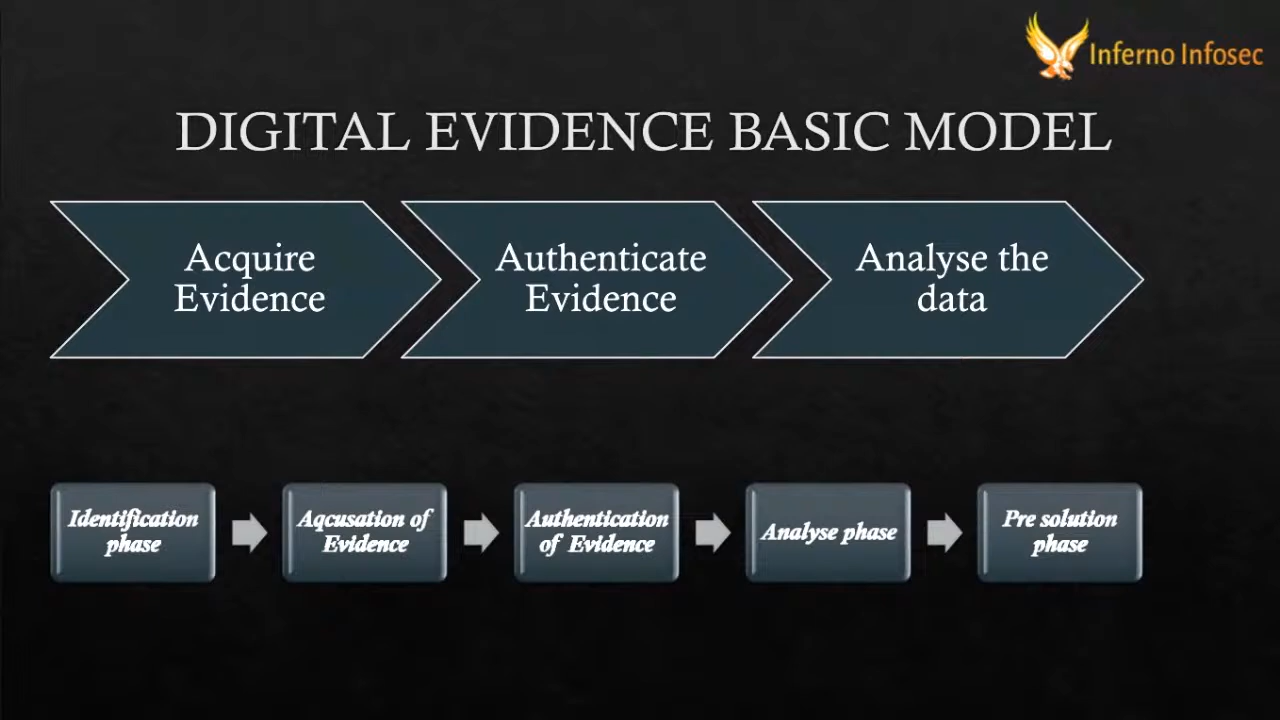 Inferno Infosec
DIGITAL EVIDENCE BASIC MODEL
Acquire
Evidence
Authenticate
Evidence
Analyse the
data
Identification
phase
Aqcusation of
Evidence
Authentication
of Evidence
Analyse phase
Pre solution
phase